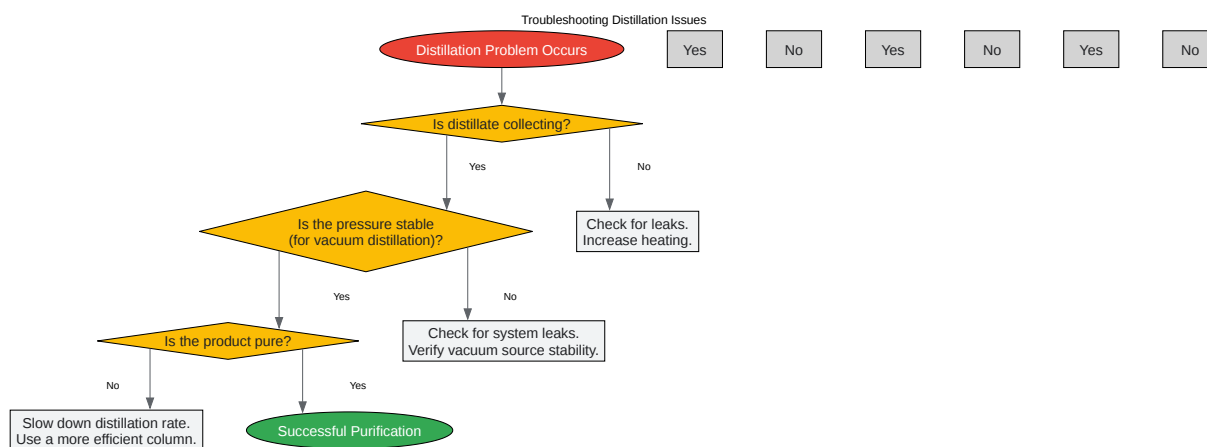 Troubleshooting Distillation Issues
Distillation Problem Occurs
Yes
No
Yes
No
Yes
No
Is distillate collecting?
Yes
No
Is the pressure stable
(for vacuum distillation)?
Check for leaks.
Increase heating.
Yes
No
Is the product pure?
Check for system leaks.
Verify vacuum source stability.
No
Yes
Slow down distillation rate.
Use a more efficient column.
Successful Purification